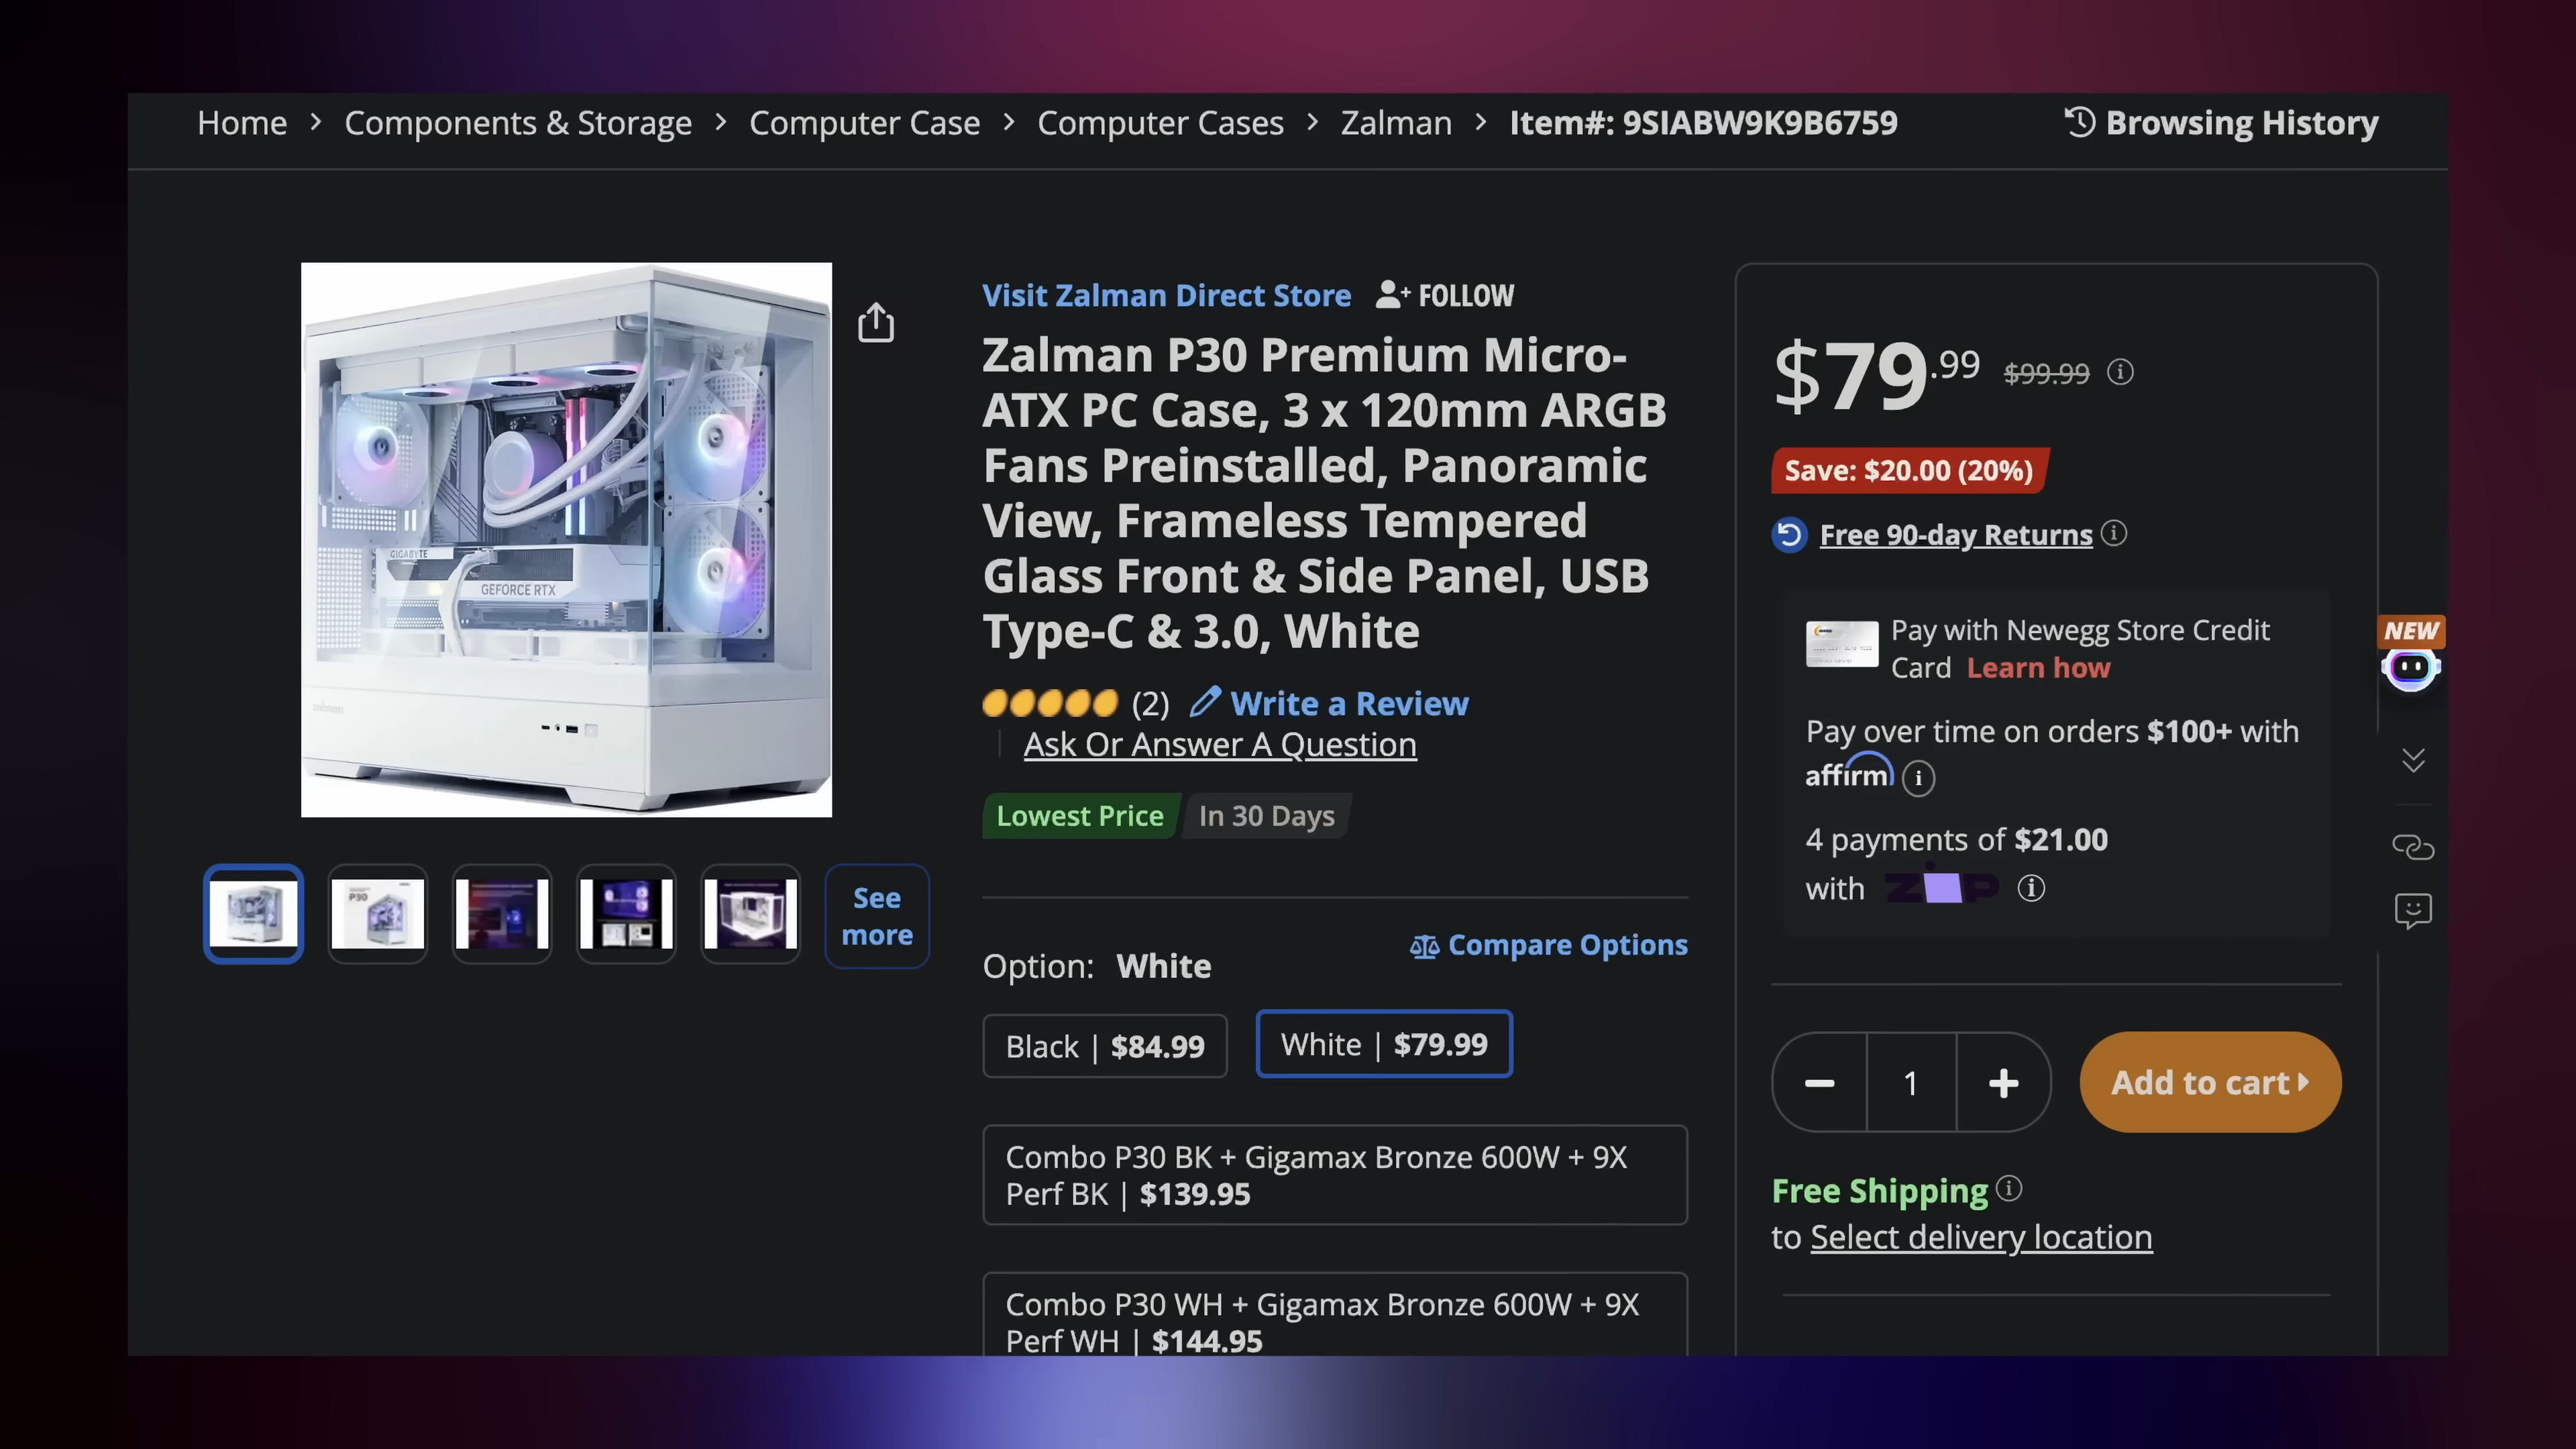 Home > Components & Storage > Computer Case > Computer Cases > Zalman > Item#: 9SIABW9K9B6759
Browsing History
GIGABYTE
GEFORCE RTX
zalman
P30
See
more
Visit Zalman Direct Store
FOLLOW
Zalman P30 Premium Micro-
ATX PC Case, 3 x 120mm ARGB
Fans Preinstalled, Panoramic
View, Frameless Tempered
Glass Front & Side Panel, USB
Type-C & 3.0, White
(2) Write a Review
Ask Or Answer A Question
Lowest Price In 30 Days
Option: White
Compare Options
Black | $84.99
White | $79.99
Combo P30 BK + Gigamax Bronze 600W + 9X
Perf BK | $139.95
Combo P30 WH + Gigamax Bronze 600W + 9X
Perf WH | $144.95
$79.99 $99.99
Save: $20.00 (20%)
Free 90-day Returns
Pay with Newegg Store Credit
Card Learn how
Pay over time on orders $100+ with
affirm
4 payments of $21.00
with ZIP
1
Add to cart
Free Shipping
to Select delivery location
NEW